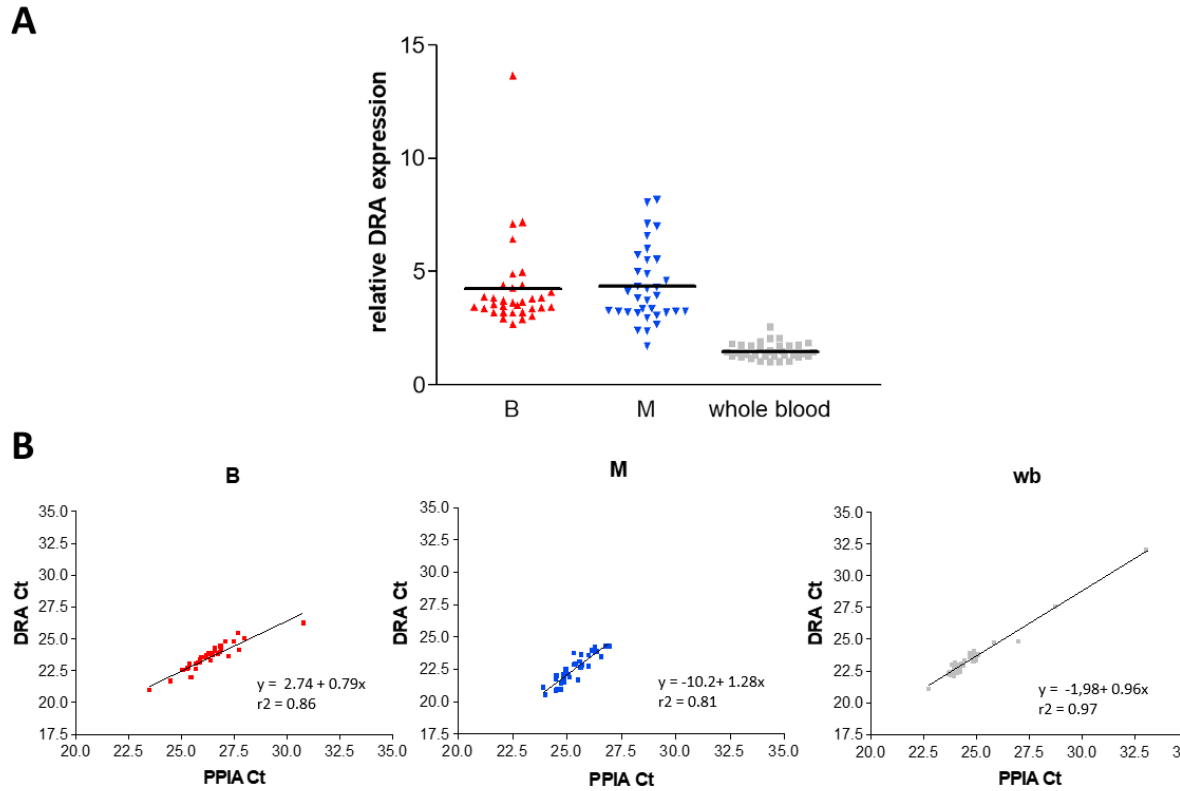 A
relative DRA expression
15
10
5
0
B
M
whole blood
B
B
DRA Ct
35.0
32.5
30.0
27.5
25.0
22.5
20.0
17.5
20.0 22.5 25.0 27.5 30.0 32.5
PPIA Ct
y = 2.74 + 0.79x
r2 = 0.86
M
DRA Ct
35.0
32.5
30.0
27.5
25.0
22.5
20.0
17.5
20.0 22.5 25.0 27.5 30.0 32.5
PPIA Ct
y = -10.2+ 1.28x
r2 = 0.81
wb
DRA Ct
35.0
32.5
30.0
27.5
25.0
22.5
20.0
17.5
20.0 22.5 25.0 27.5 30.0 32.5
PPIA Ct
y = -1,98+ 0.96x
r2 = 0.97